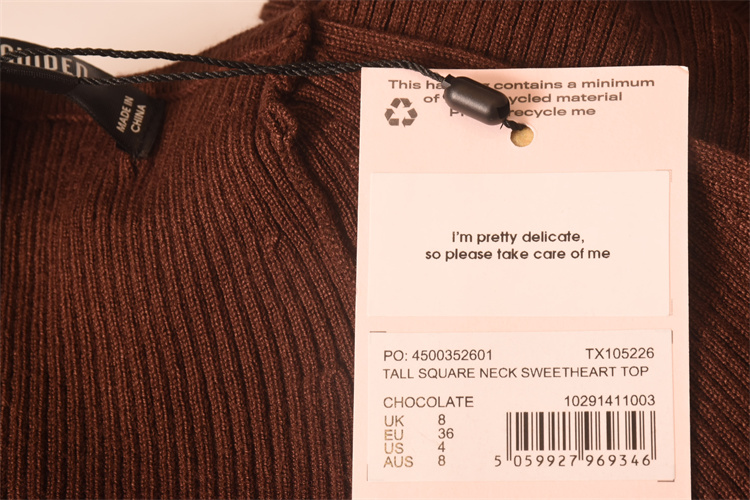 MADE IN
CHINA
This contains a minimum
of recycled material
recycle me
I'm pretty delicate,
so please take care of me
PO: 4500352601 TX105226
TALL SQUARE NECK SWEETHEART TOP
CHOCOLATE 10291411003
UK 8
EU 36
US 4
AUS 8
5 059927 969346